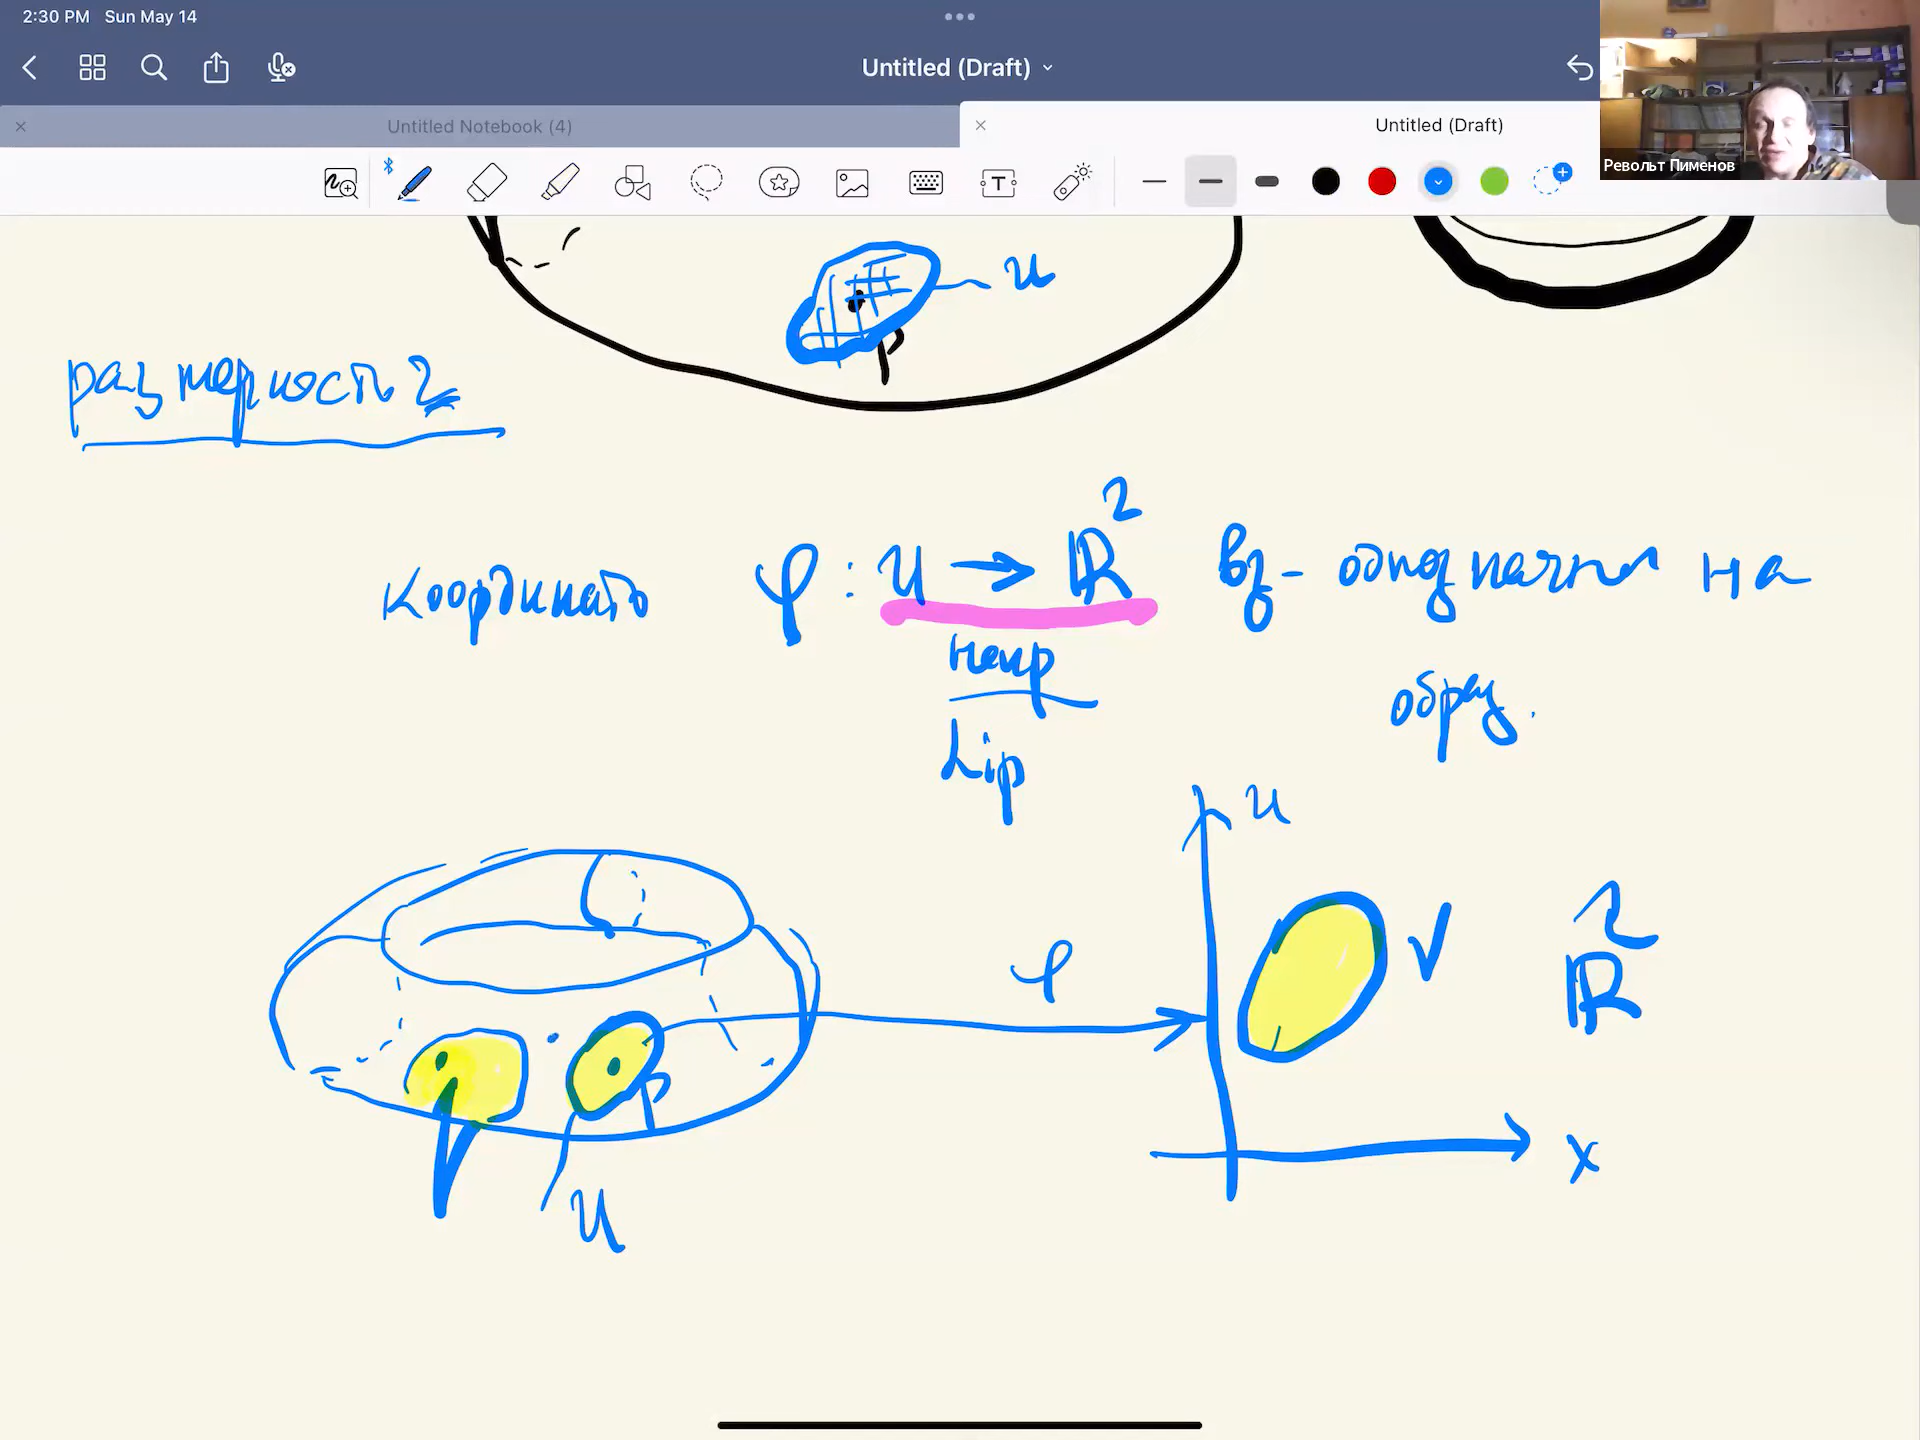 2:30 PM Sun May 14
Untitled (Draft)
Untitled Notebook (4)
Untitled (Draft)
Револьт Пименов
U
p
размерность 2
координаты φ : U → ℝ² вз-однозначна на
непр
образ.
Lip
U
φ
V
ℝ²
p
x
U